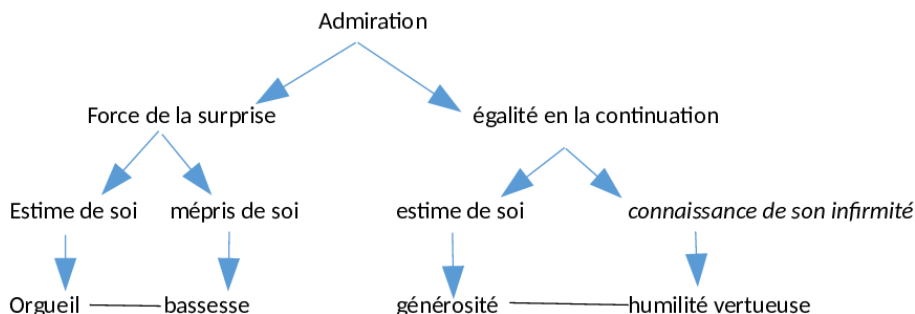 Admiration
Force de la surprise
égalité en la continuation
Estime de soi
mépris de soi
estime de soi
connaissance de son infirmité
Orgueil
bassesse
générosité
humilité vertueuse